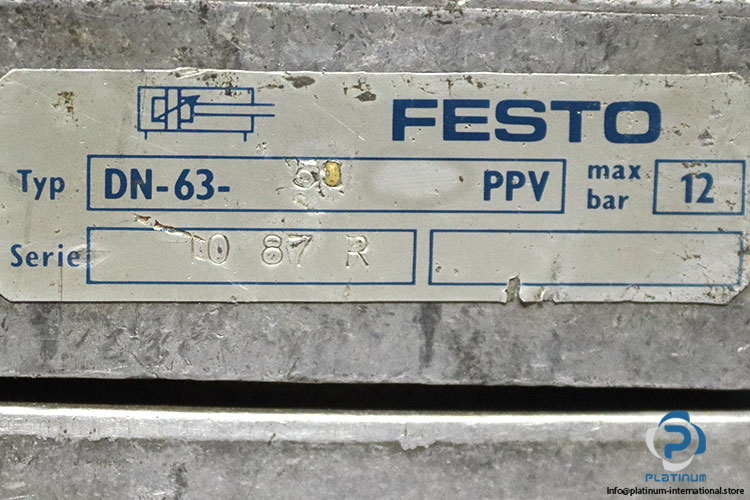 FESTO
Typ DN-63- PPV max bar 12
Serie 10 87 R
PLATINUM
Info@platinum-international.store